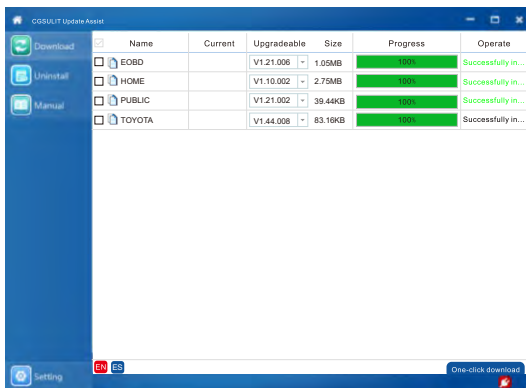 CGSULIT Update Assist
Download
Uninstall
Manual
Name Current Upgradeable Size Progress Operate
EOBD V1.21.006 1.05MB 100% Successfully in...
HOME V1.10.002 2.75MB 100% Successfully in...
PUBLIC V1.21.002 39.44KB 100% Successfully in...
TOYOTA V1.44.008 83.16KB 100% Successfully in...
EN ES
One-click download
Setting